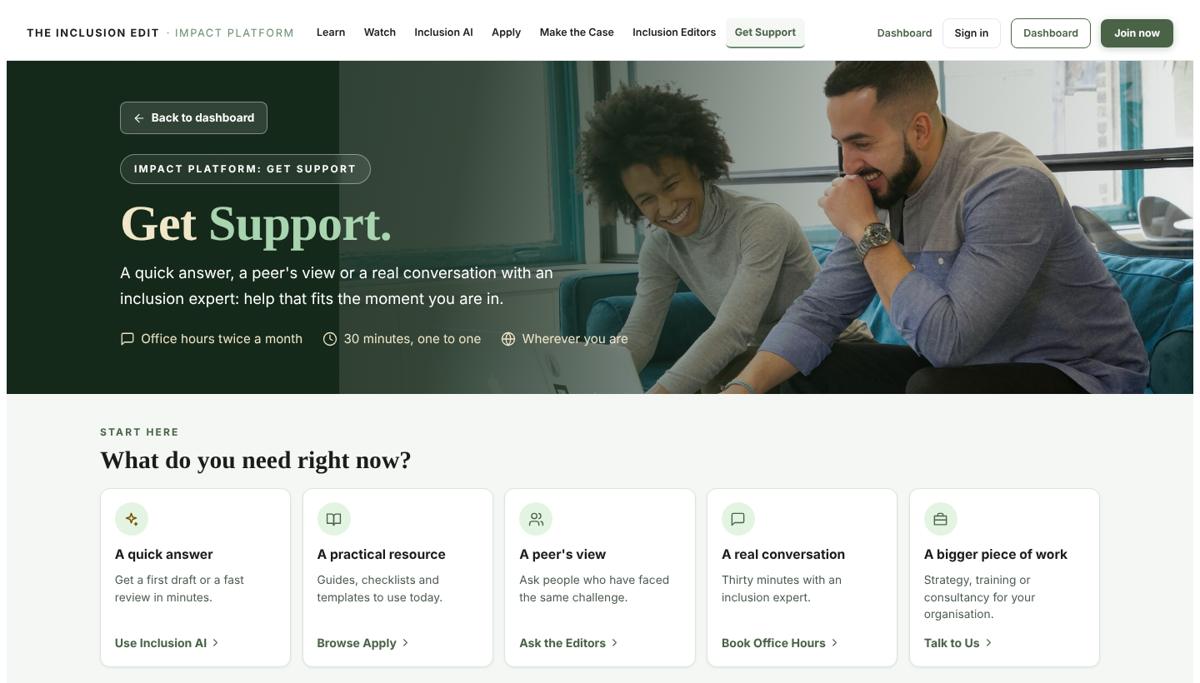 THE INCLUSION EDIT · IMPACT PLATFORM Learn Watch Inclusion AI Apply Make the Case Inclusion Editors Get Support Dashboard Sign in Dashboard Join now
Back to dashboard
IMPACT PLATFORM: GET SUPPORT
Get Support.
A quick answer, a peer's view or a real conversation with an
inclusion expert: help that fits the moment you are in.
Office hours twice a month 30 minutes, one to one Wherever you are
START HERE
What do you need right now?
A quick answer
Get a first draft or a fast
review in minutes.
Use Inclusion AI
A practical resource
Guides, checklists and
templates to use today.
Browse Apply
A peer's view
Ask people who have faced
the same challenge.
Ask the Editors
A real conversation
Thirty minutes with an
inclusion expert.
Book Office Hours
A bigger piece of work
Strategy, training or
consultancy for your
organisation.
Talk to Us